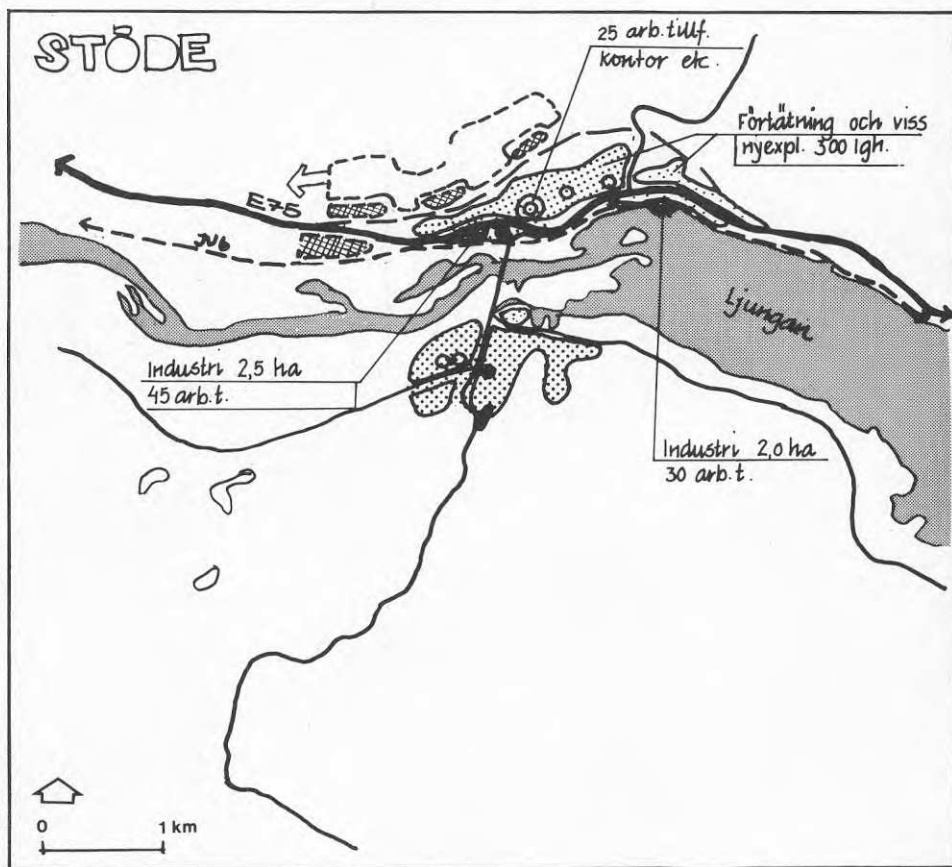 STÖDE
25 arb.tillf.
kontor etc.
Förtätning och viss
nyexpl. 300 lgh.
E75
Ljungan
Industri 2,5 ha
45 arb.t.
Industri 2,0 ha
30 arb.t.
0 1 km